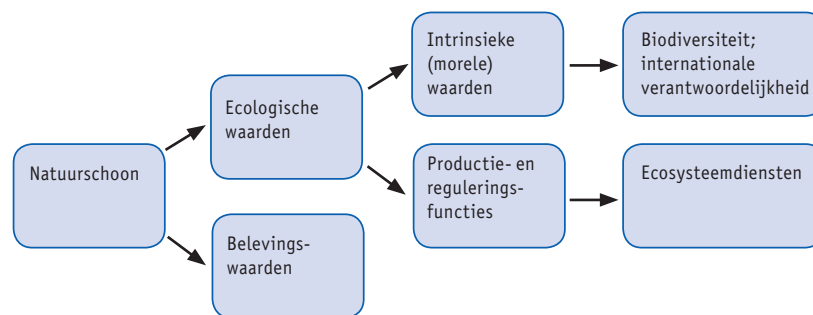 Natuurschoon
Ecologische
waarden
Belevings-
waarden
Intrinsieke
(morele)
waarden
Productie- en
regulerings-
functies
Biodiversiteit;
internationale
verantwoordelijkheid
Ecosysteemdiensten